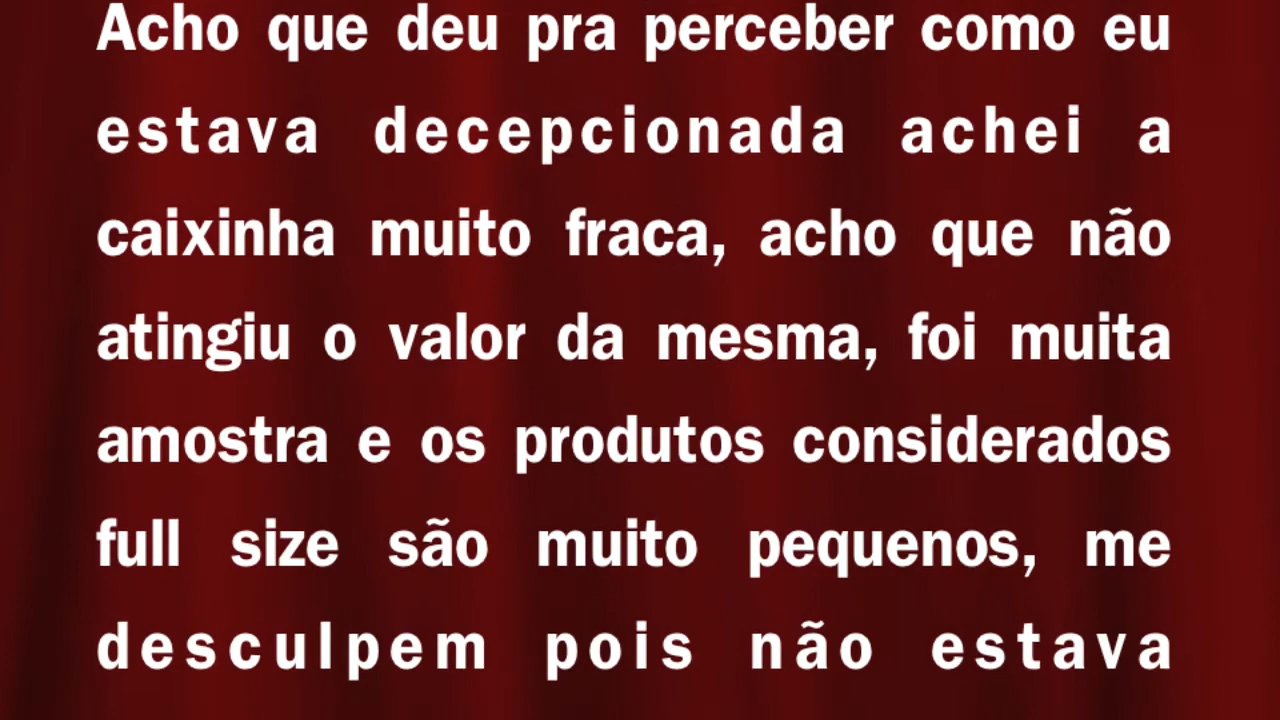 Acho que deu pra perceber como eu
estava decepcionada achei a
caixinha muito fraca, acho que não
atingiu o valor da mesma, foi muita
amostra e os produtos considerados
full size são muito pequenos, me
desculpem pois não estava